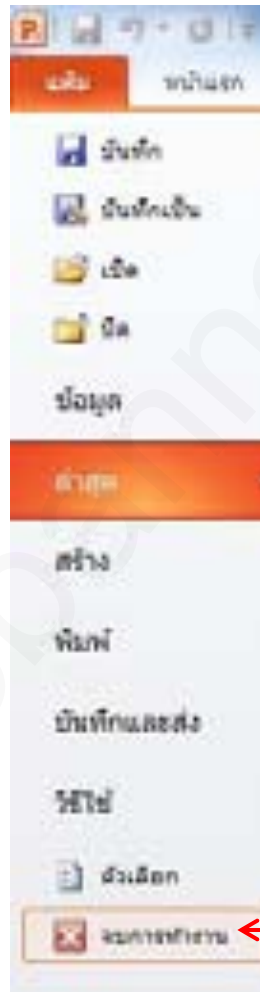 แฟ้ม หน้าแรก
บันทึก
บันทึกเป็น
เปิด
ปิด
ข้อมูล
ล่าสุด
สร้าง
พิมพ์
บันทึกและส่ง
วิธีใช้
ตัวเลือก
จบการทำงาน